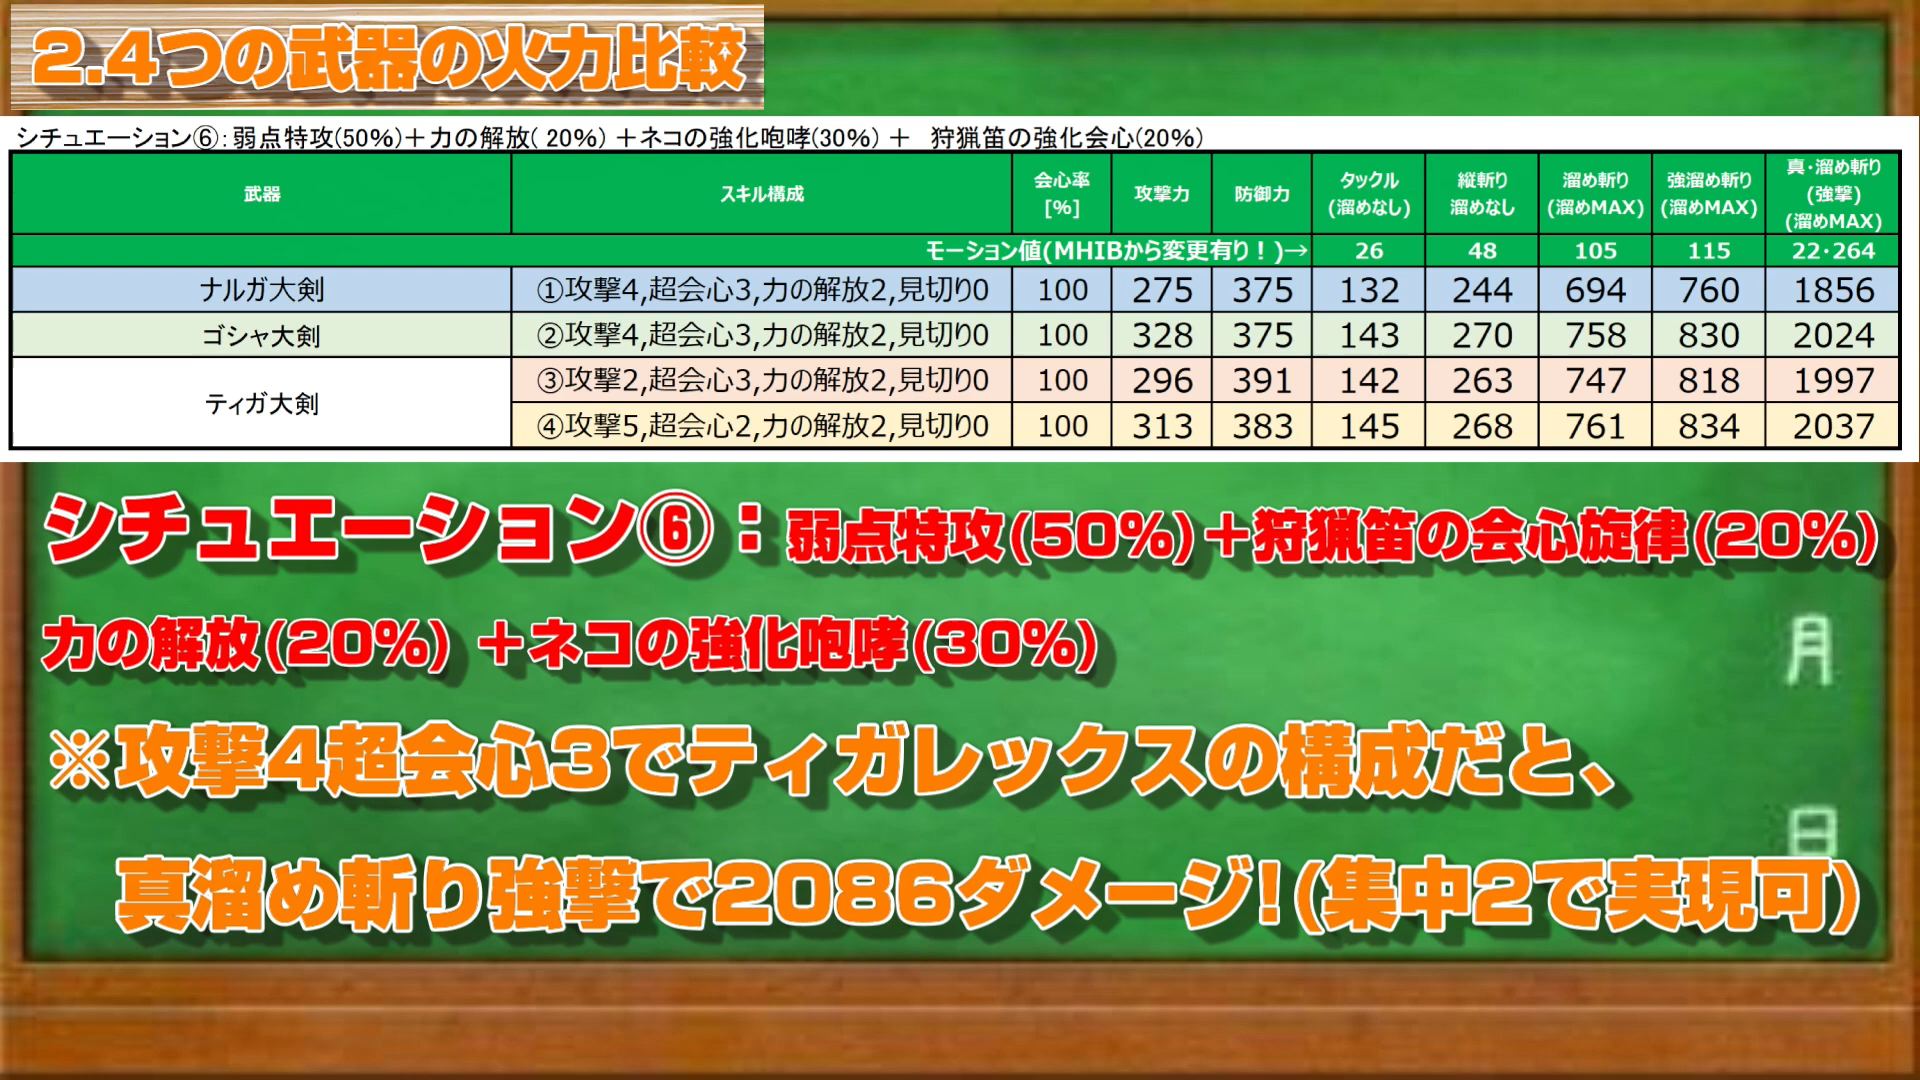 2.4つの武器の火力比較
シチュエーション⑥：弱点特攻(50%)＋力の解放( 20%) ＋ネコの強化咆哮(30%) ＋ 狩猟笛の強化会心(20%)
武器 スキル構成 会心率[%] 攻撃力 防御力 タックル(溜めなし) 縦斬り溜めなし 溜め斬り(溜めMAX) 強溜め斬り(溜めMAX) 真・溜め斬り(強撃)(溜めMAX)
モーション値(MHIBから変更有り！)→ 26 48 105 115 22・264
ナルガ大剣 ①攻撃4,超会心3,力の解放2,見切り0 100 275 375 132 244 694 760 1856
ゴシャ大剣 ②攻撃4,超会心3,力の解放2,見切り0 100 328 375 143 270 758 830 2024
ティガ大剣 ③攻撃2,超会心3,力の解放2,見切り0 100 296 391 142 263 747 818 1997
④攻撃5,超会心2,力の解放2,見切り0 100 313 383 145 268 761 834 2037
シチュエーション⑥：弱点特攻(50%)＋狩猟笛の会心旋律(20%)
力の解放(20%) ＋ネコの強化咆哮(30%)
月
※攻撃4超会心3でティガレックスの構成だと、
日
真溜め斬り強撃で2086ダメージ!(集中2で実現可)